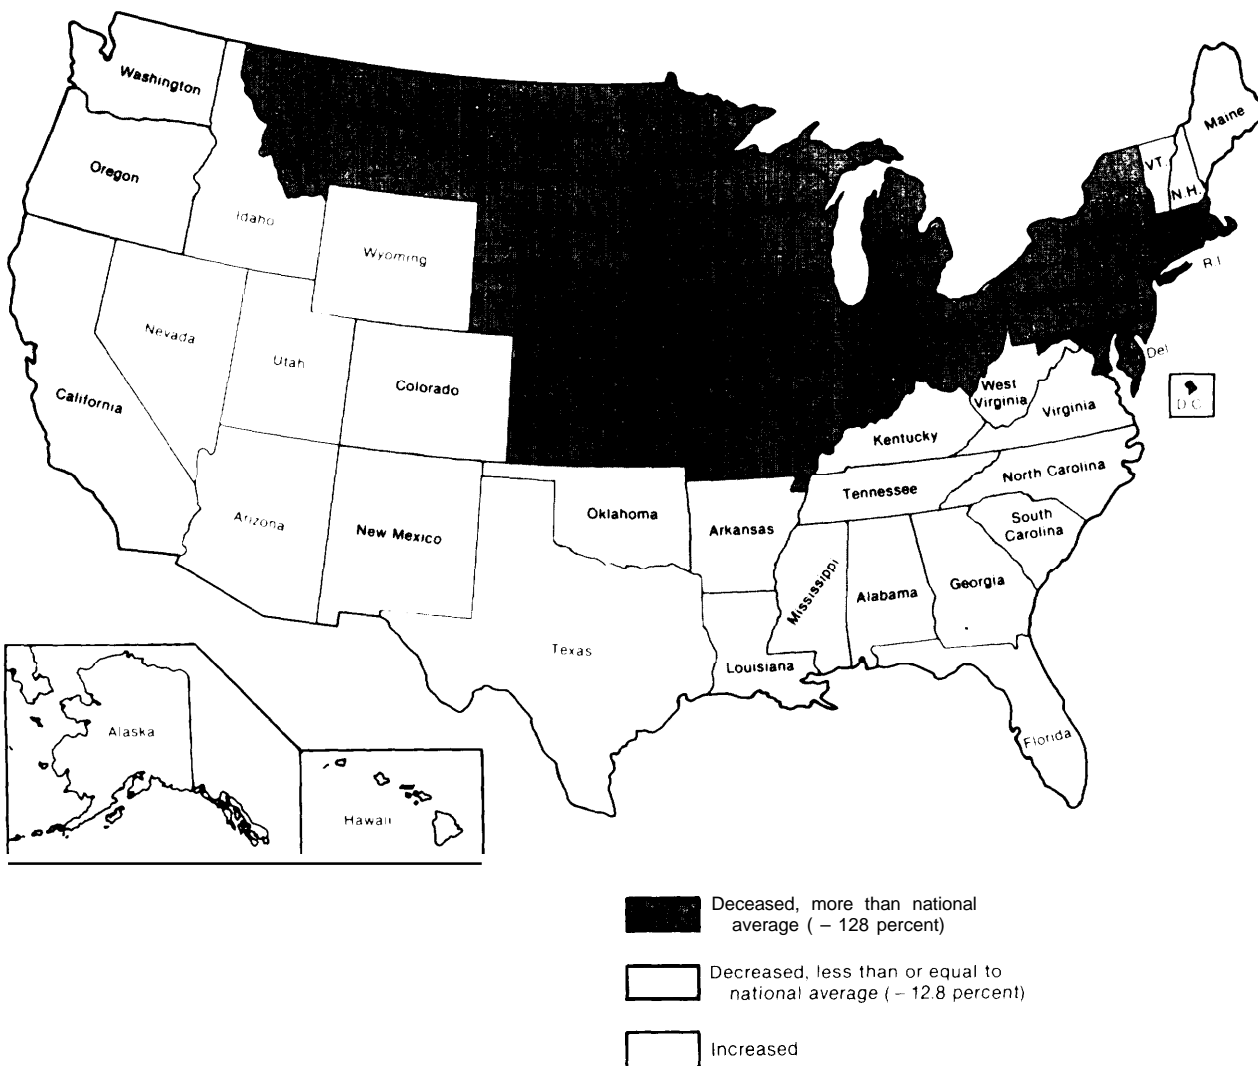 Washington
Maine
VT.
Oregon
N.H.
Idaho
Wyoming
R.I.
Nevada
Utah
Del
Colorado
West
Virginia
D.C.
California
Virginia
Kentucky
North Carolina
Tennessee
Oklahoma
Arizona
New Mexico
Arkansas
South
Carolina
Mississippi
Alabama
Georgia
Texas
Louisiana
Alaska
Florida
Hawaii
Deceased, more than national
average ( – 128 percent)
Decreased, less than or equal to
national average ( – 12.8 percent)
Increased